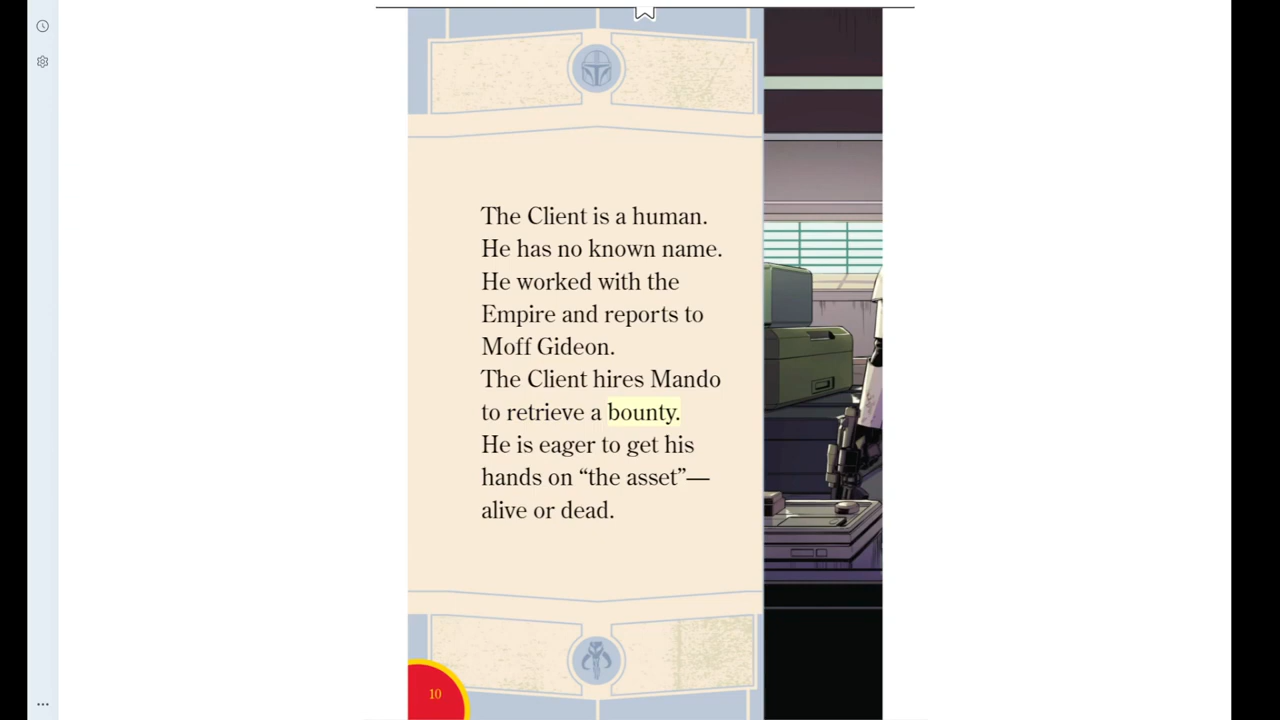 The Client is a human.
He has no known name.
He worked with the
Empire and reports to
Moff Gideon.
The Client hires Mando
to retrieve a bounty.
He is eager to get his
hands on “the asset”—
alive or dead.
10